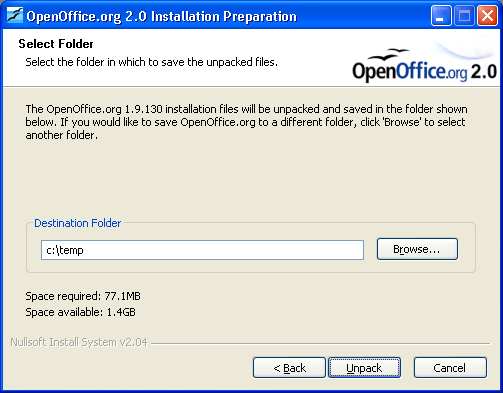 OpenOffice.org 2.0 Installation Preparation
Select Folder
Select the folder in which to save the unpacked files.
OpenOffice.org 2.0
The OpenOffice.org 1.9.130 installation files will be unpacked and saved in the folder shown
below. If you would like to save OpenOffice.org to a different folder, click 'Browse' to select
another folder.
Destination Folder
c:\temp
Browse...
Space required: 77.1MB
Space available: 1.4GB
Nullsoft Install System v2.04
< Back
Unpack
Cancel